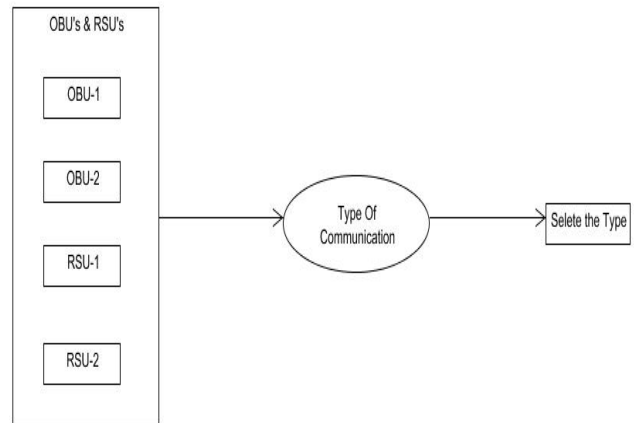 OBU's & RSU's
OBU-1
OBU-2
RSU-1
RSU-2
Type Of
Communication
Selete the Type